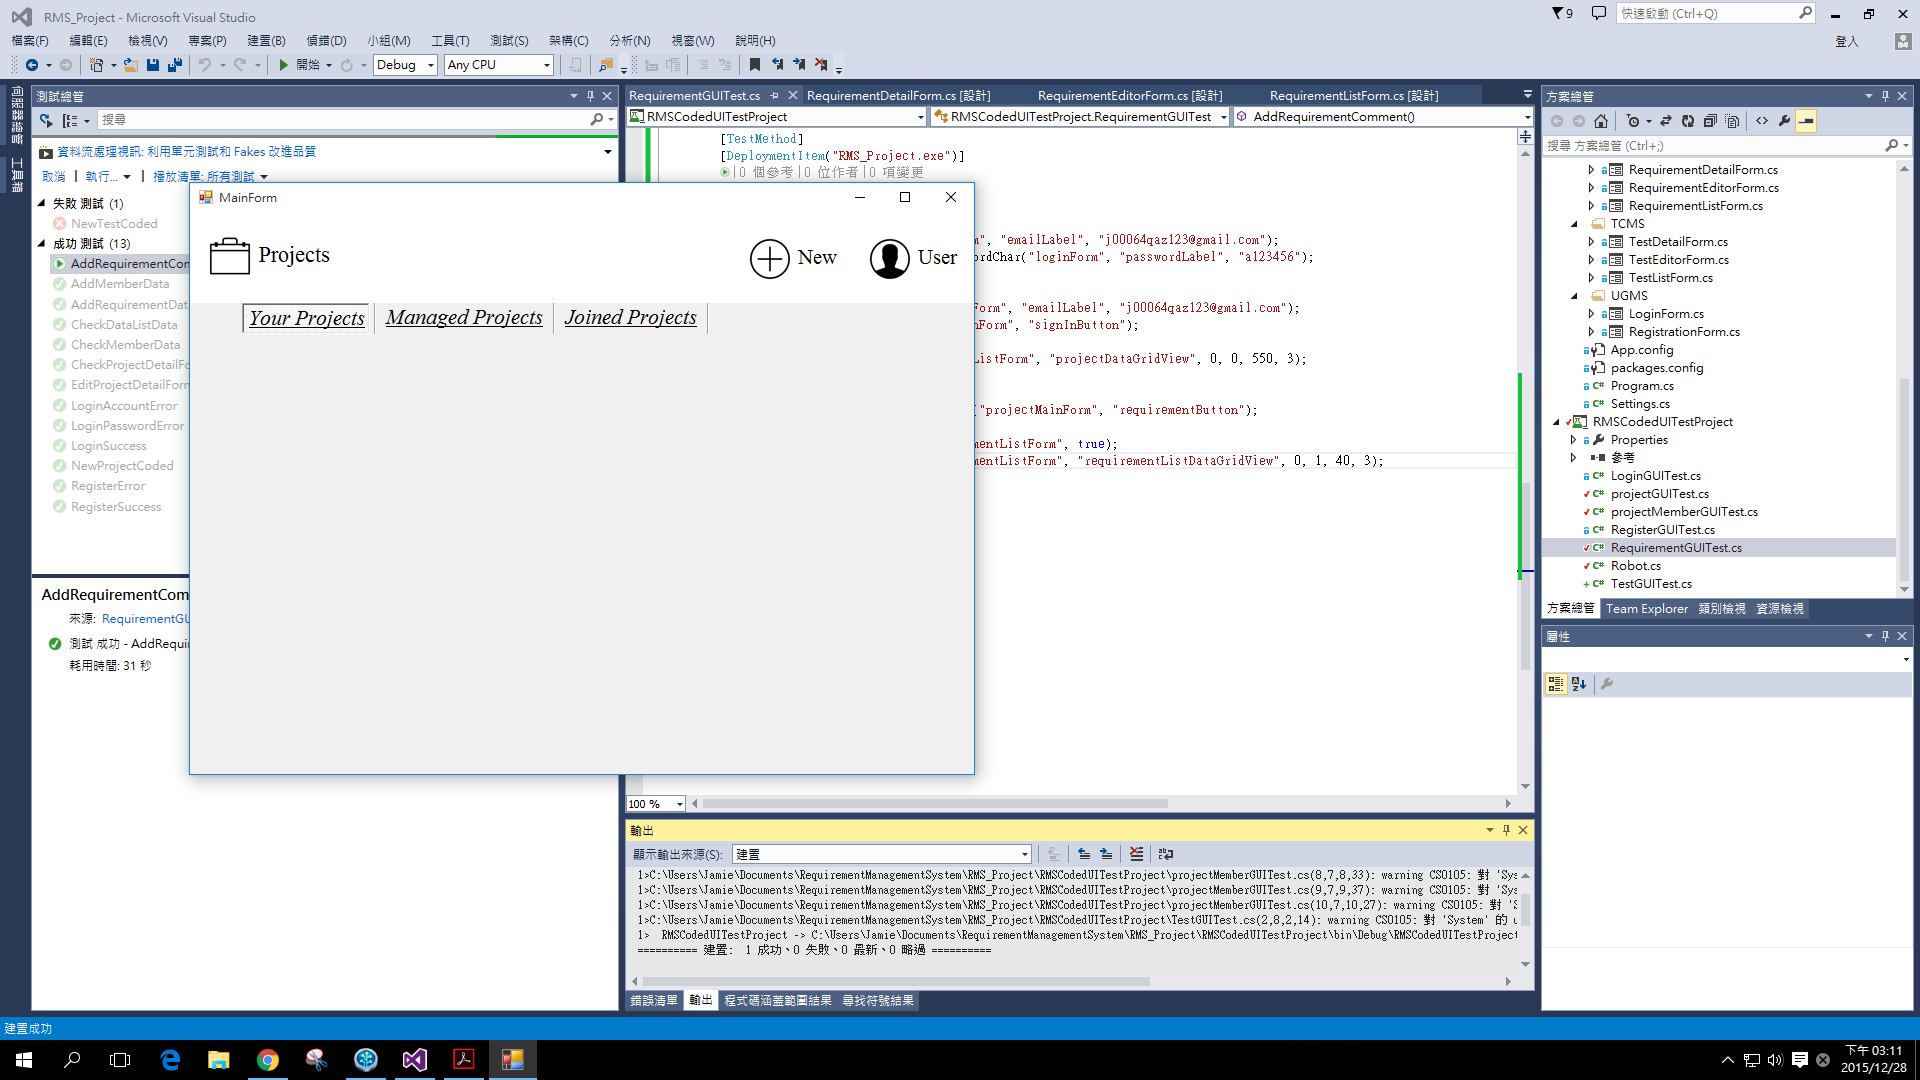 RMS_Project - Microsoft Visual Studio
9
快速啟動 (Ctrl+Q)
檔案(F) 編輯(E) 檢視(V) 專案(P) 建置(B) 偵錯(D) 小組(M) 工具(T) 測試(S) 架構(C) 分析(N) 視窗(W) 說明(H)
登入
開始 Debug Any CPU
伺服器總管
工具箱
測試總管
搜尋
資料流處理視訊: 利用單元測試和 Fakes 改進品質
取消 | 執行... | 播放清單: 所有測試
失敗 測試 (1)
NewTestCoded
成功 測試 (13)
AddRequirementCom
AddMemberData
AddRequirementData
CheckDataListData
CheckMemberData
CheckProjectDetailFo
EditProjectDetailForm
LoginAccountError
LoginPasswordError
LoginSuccess
NewProjectCoded
RegisterError
RegisterSuccess
AddRequirementCom
來源: RequirementGU
測試 成功 - AddRequir
耗用時間: 31 秒
MainForm
Projects
New
User
Your Projects
Managed Projects
Joined Projects
RequirementGUITest.cs
RequirementDetailForm.cs [設計]
RequirementEditorForm.cs [設計]
RequirementListForm.cs [設計]
RMSCodedUITestProject
RMSCodedUITestProject.RequirementGUITest
AddRequirementComment()
[TestMethod]
[DeploymentItem("RMS_Project.exe")]
|0 個參考|0 位作者|0 項變更
m", "emailLabel", "j00064qaz123@gmail.com");
ordChar("loginForm", "passwordLabel", "a123456");
rm", "emailLabel", "j00064qaz123@gmail.com");
nForm", "signInButton");
ListForm", "projectDataGridView", 0, 0, 550, 3);
"projectMainForm", "requirementButton");
mentListForm", true);
mentListForm", "requirementListDataGridView", 0, 1, 40, 3);
100 %
輸出
顯示輸出來源(S): 建置
1>C:\Users\Jamie\Documents\RequirementManagementSystem\RMS_Project\RMSCodedUITestProject\projectMemberGUITest.cs(8,7,8,33): warning CS0105: 對 'Sys
1>C:\Users\Jamie\Documents\RequirementManagementSystem\RMS_Project\RMSCodedUITestProject\projectMemberGUITest.cs(9,7,9,37): warning CS0105: 對 'Sys
1>C:\Users\Jamie\Documents\RequirementManagementSystem\RMS_Project\RMSCodedUITestProject\projectMemberGUITest.cs(10,7,10,27): warning CS0105: 對 'S
1>C:\Users\Jamie\Documents\RequirementManagementSystem\RMS_Project\RMSCodedUITestProject\TestGUITest.cs(2,8,2,14): warning CS0105: 對 'System' 的 u
1> RMSCodedUITestProject -> C:\Users\Jamie\Documents\RequirementManagementSystem\RMS_Project\RMSCodedUITestProject\bin\Debug\RMSCodedUITestProject
========== 建置: 1 成功、0 失敗、0 最新、0 略過 ==========
錯誤清單 輸出 程式碼涵蓋範圍結果 尋找符號結果
方案總管
搜尋 方案總管 (Ctrl+;)
RequirementDetailForm.cs
RequirementEditorForm.cs
RequirementListForm.cs
TCMS
TestDetailForm.cs
TestEditorForm.cs
TestListForm.cs
UGMS
LoginForm.cs
RegistrationForm.cs
App.config
packages.config
Program.cs
Settings.cs
RMSCodedUITestProject
Properties
參考
LoginGUITest.cs
projectGUITest.cs
projectMemberGUITest.cs
RegisterGUITest.cs
RequirementGUITest.cs
Robot.cs
TestGUITest.cs
方案總管 Team Explorer 類別檢視 資源檢視
屬性
建置成功
下午 03:11
2015/12/28